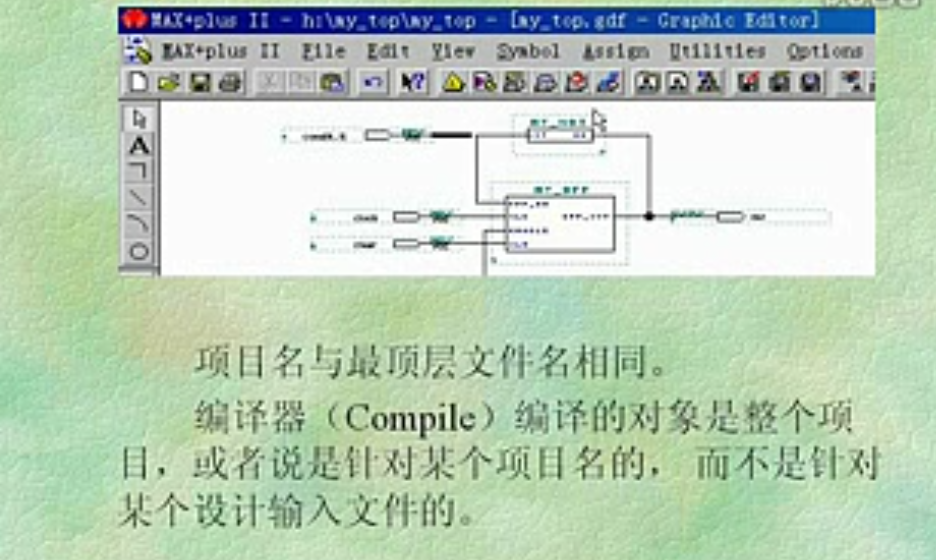 MAX+plus II - h:\my_top\my_top - [my_top.gdf - Graphic Editor]
MAX+plus II File Edit View Symbol Assign Utilities Options
A
项目名与最顶层文件名相同。
编译器（Compile）编译的对象是整个项
目，或者说是针对某个项目名的， 而不是针对
某个设计输入文件的。